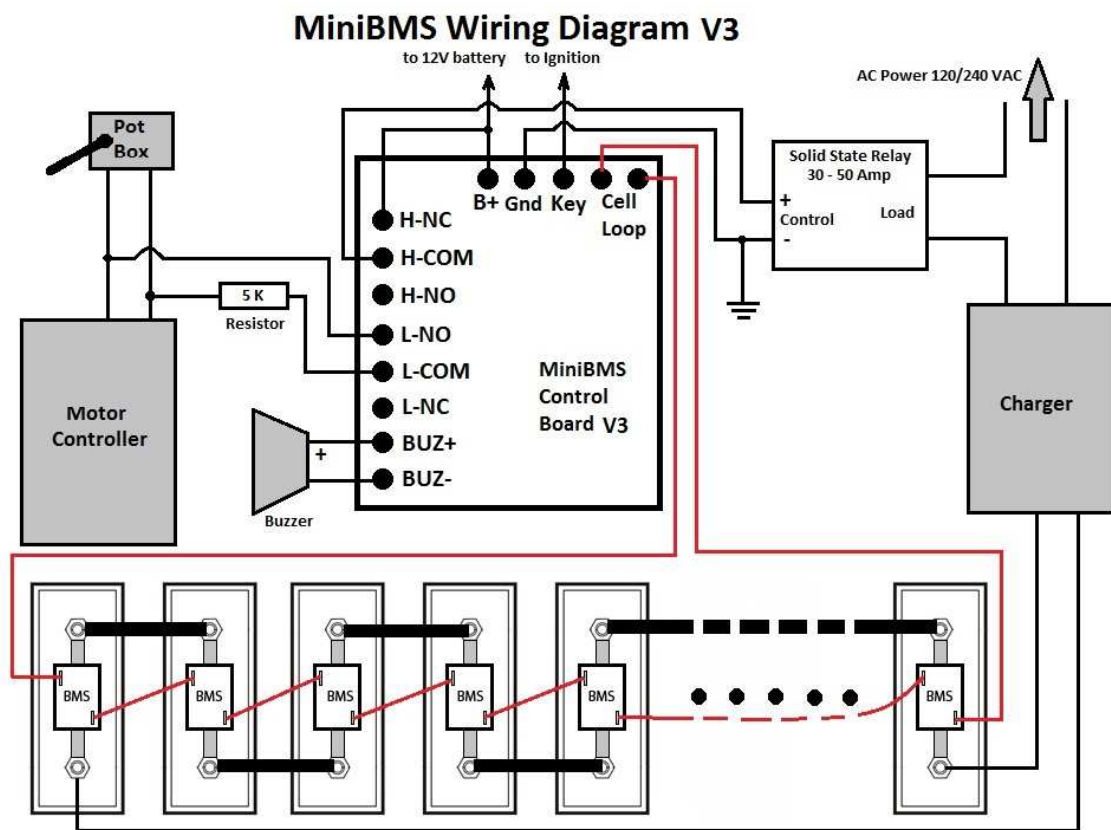 MiniBMS Wiring Diagram V3
to 12V battery
to Ignition
AC Power 120/240 VAC
Pot
Box
Solid State Relay
30 - 50 Amp
+
Control
-
Load
B+
Gnd
Key
Cell
Loop
H-NC
H-COM
H-NO
L-NO
L-COM
L-NC
BUZ+
BUZ-
5 K
Resistor
MiniBMS
Control
Board V3
Motor
Controller
+
Buzzer
Charger
BMS
BMS
BMS
BMS
BMS
BMS